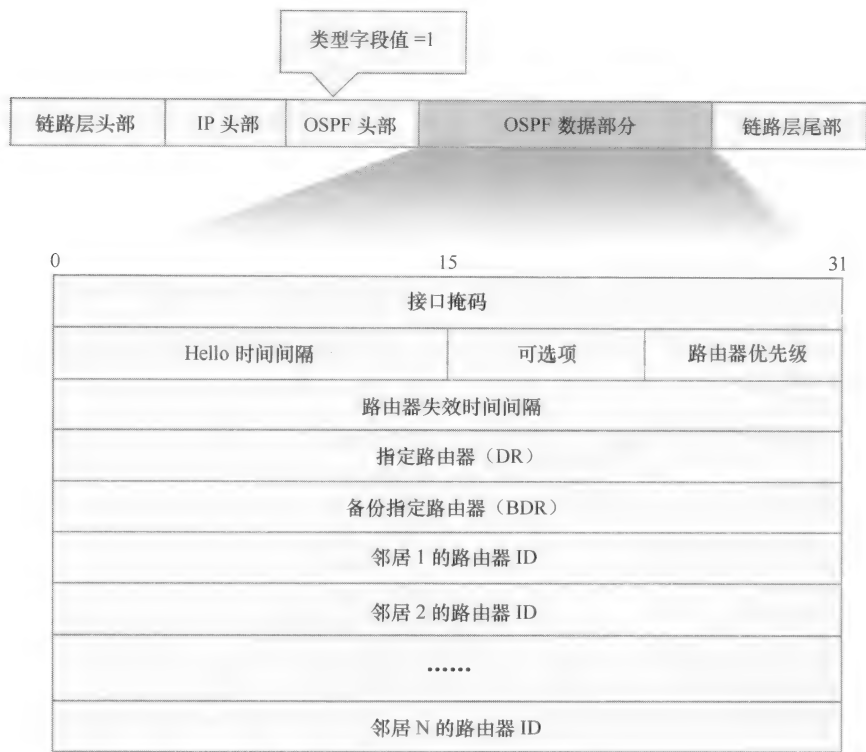 类型字段值 =1
链路层头部 IP 头部 OSPF 头部 OSPF 数据部分 链路层尾部
0 15 31
接口掩码
Hello 时间间隔 可选项 路由器优先级
路由器失效时间间隔
指定路由器（DR）
备份指定路由器（BDR）
邻居 1 的路由器 ID
邻居 2 的路由器 ID
……
邻居 N 的路由器 ID